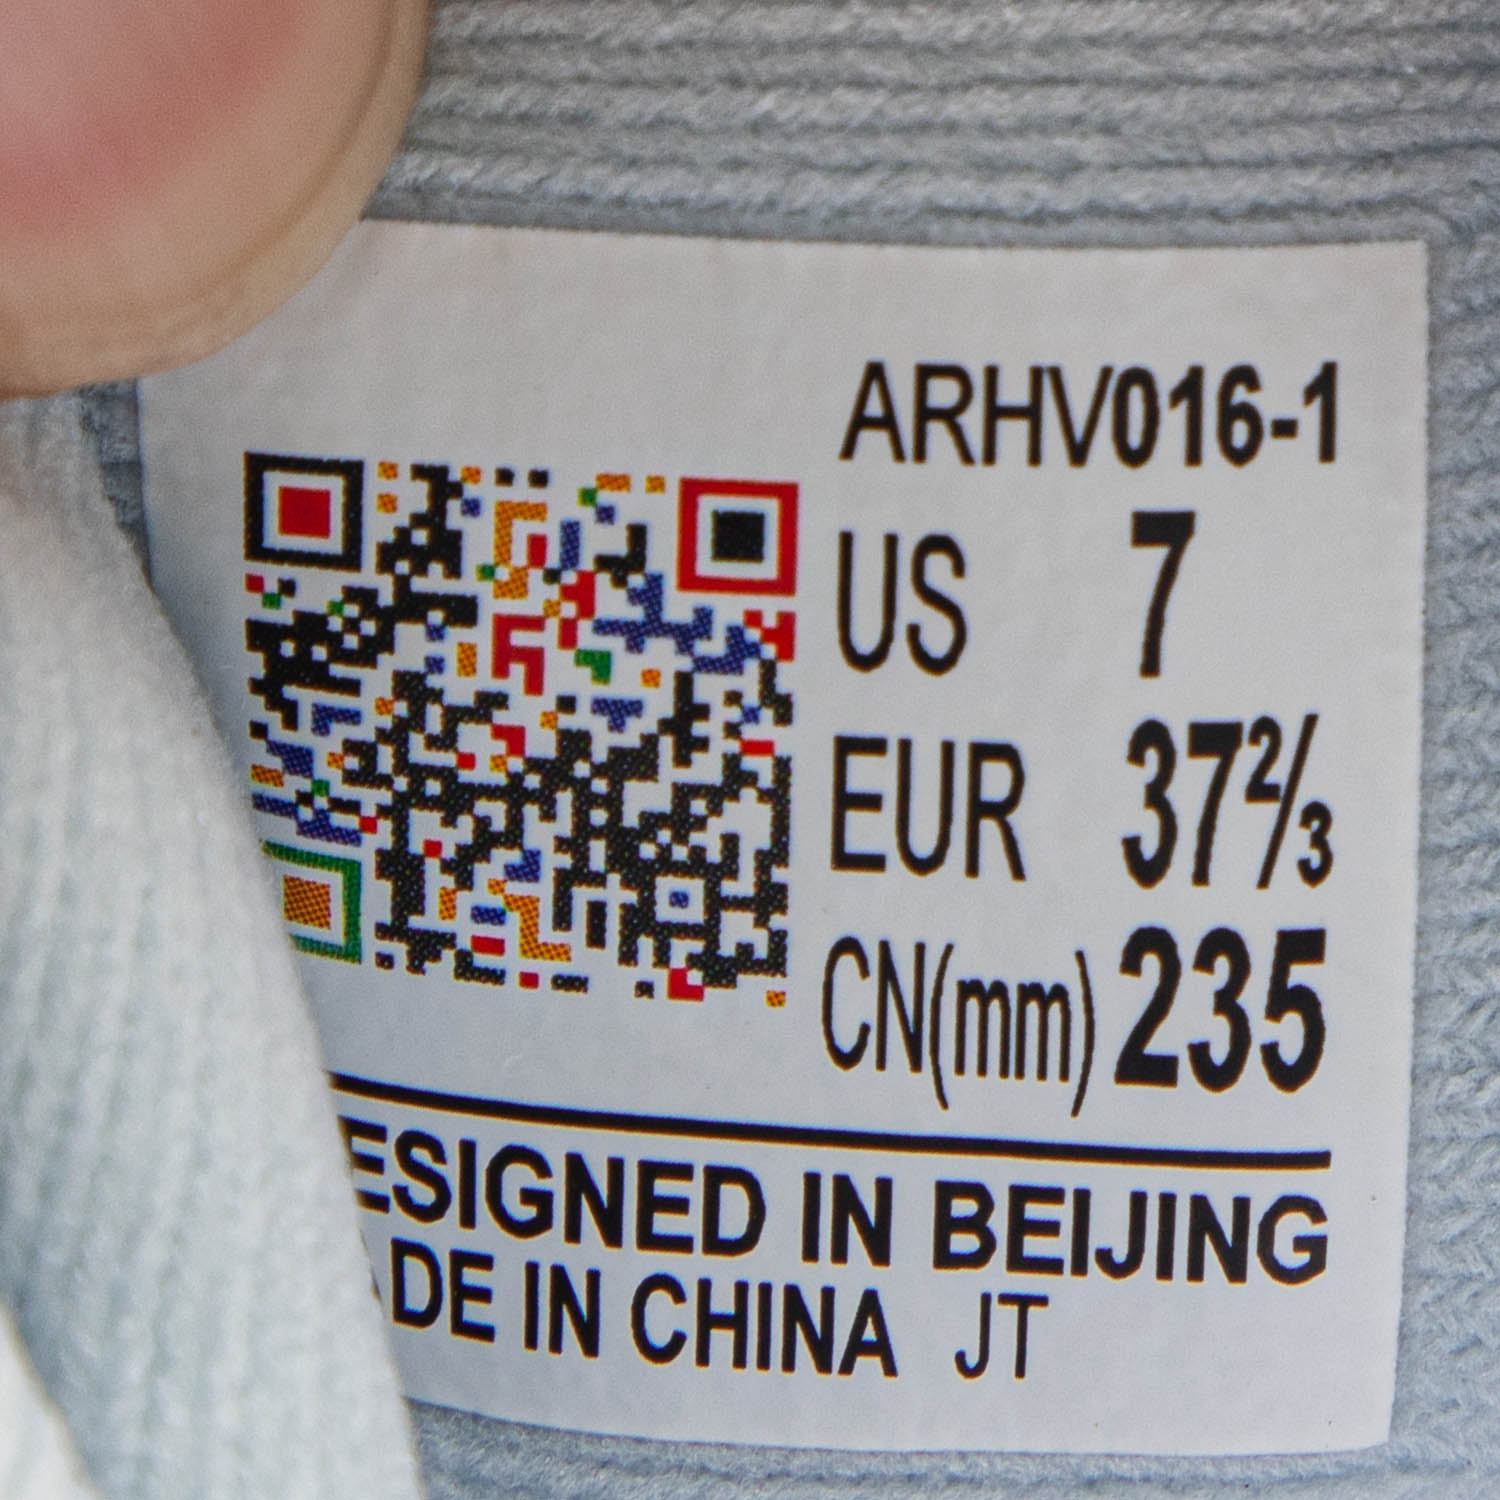 ARHV016-1
US 7
EUR 37⅔
CN(mm) 235
ESIGNED IN BEIJING
DE IN CHINA JT